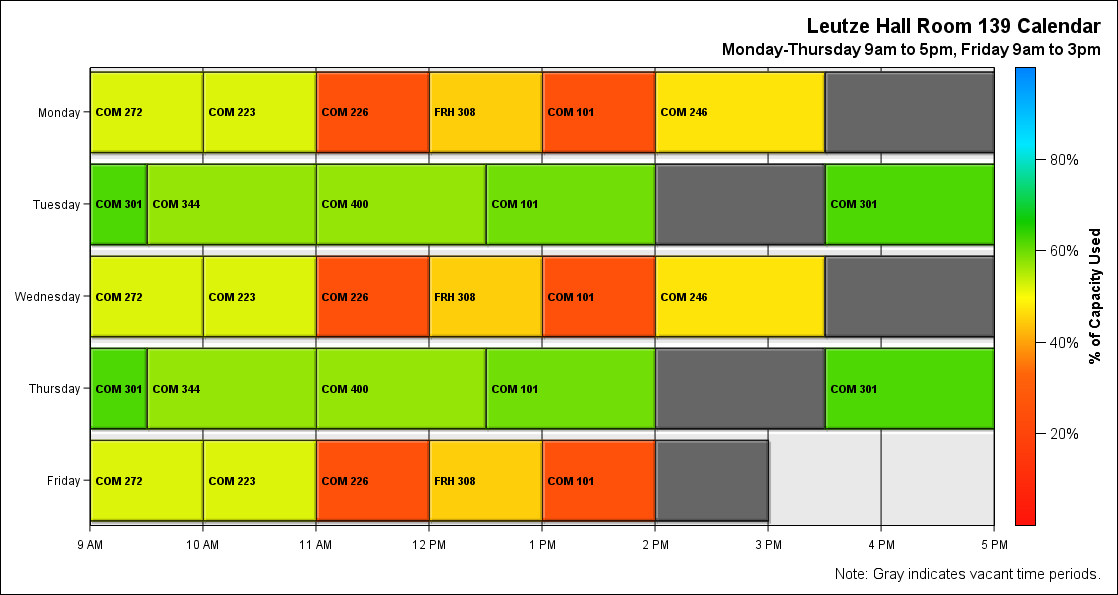 Leutze Hall Room 139 Calendar
Monday-Thursday 9am to 5pm, Friday 9am to 3pm
Monday
COM 272 COM 223 COM 226 FRH 308 COM 101 COM 246
80%
Tuesday
COM 301 COM 344 COM 400 COM 101 COM 301
60%
Wednesday
COM 272 COM 223 COM 226 FRH 308 COM 101 COM 246
% of Capacity Used
40%
Thursday
COM 301 COM 344 COM 400 COM 101 COM 301
20%
Friday
COM 272 COM 223 COM 226 FRH 308 COM 101
9 AM 10 AM 11 AM 12 PM 1 PM 2 PM 3 PM 4 PM 5 PM
Note: Gray indicates vacant time periods.